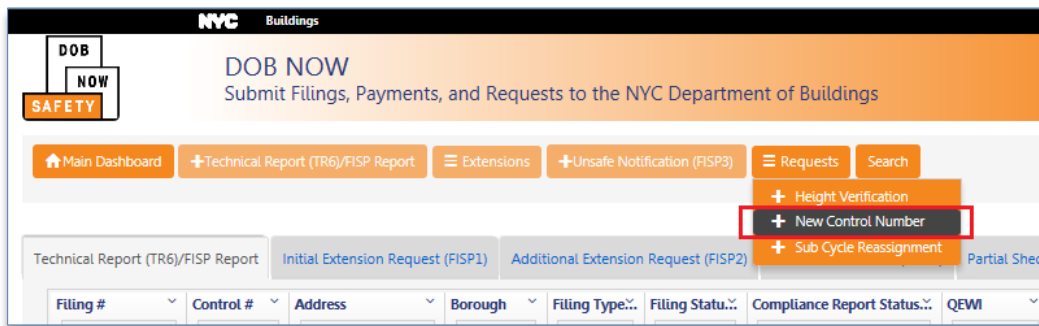 NYC Buildings
DOB
NOW
SAFETY
DOB NOW
Submit Filings, Payments, and Requests to the NYC Department of Buildings
Main Dashboard +Technical Report (TR6)/FISP Report Extensions +Unsafe Notification (FISP3) Requests Search
+ Height Verification
+ New Control Number
+ Sub Cycle Reassignment
Technical Report (TR6)/FISP Report Initial Extension Request (FISP1) Additional Extension Request (FISP2) Partial Shed
Filing # Control # Address Borough Filing Type... Filing Statu... Compliance Report Status... QEWI